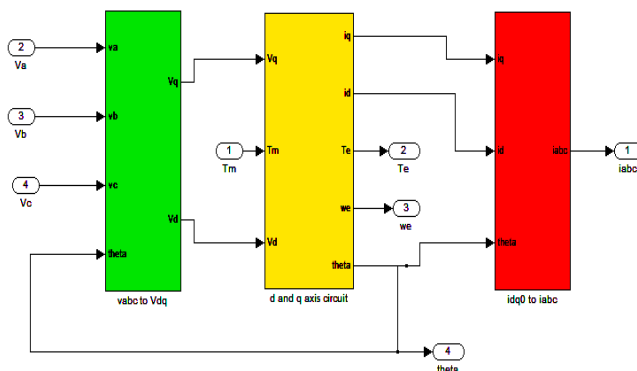 2
Va
3
Vb
4
Vc
va
vb
vc
theta
Vq
Vd
vabc to Vdq
1
Tm
Vq
Tm
Vd
iq
id
Te
we
theta
d and q axis circuit
2
Te
3
we
iq
id
theta
iabc
idq0 to iabc
1
iabc
4
theta